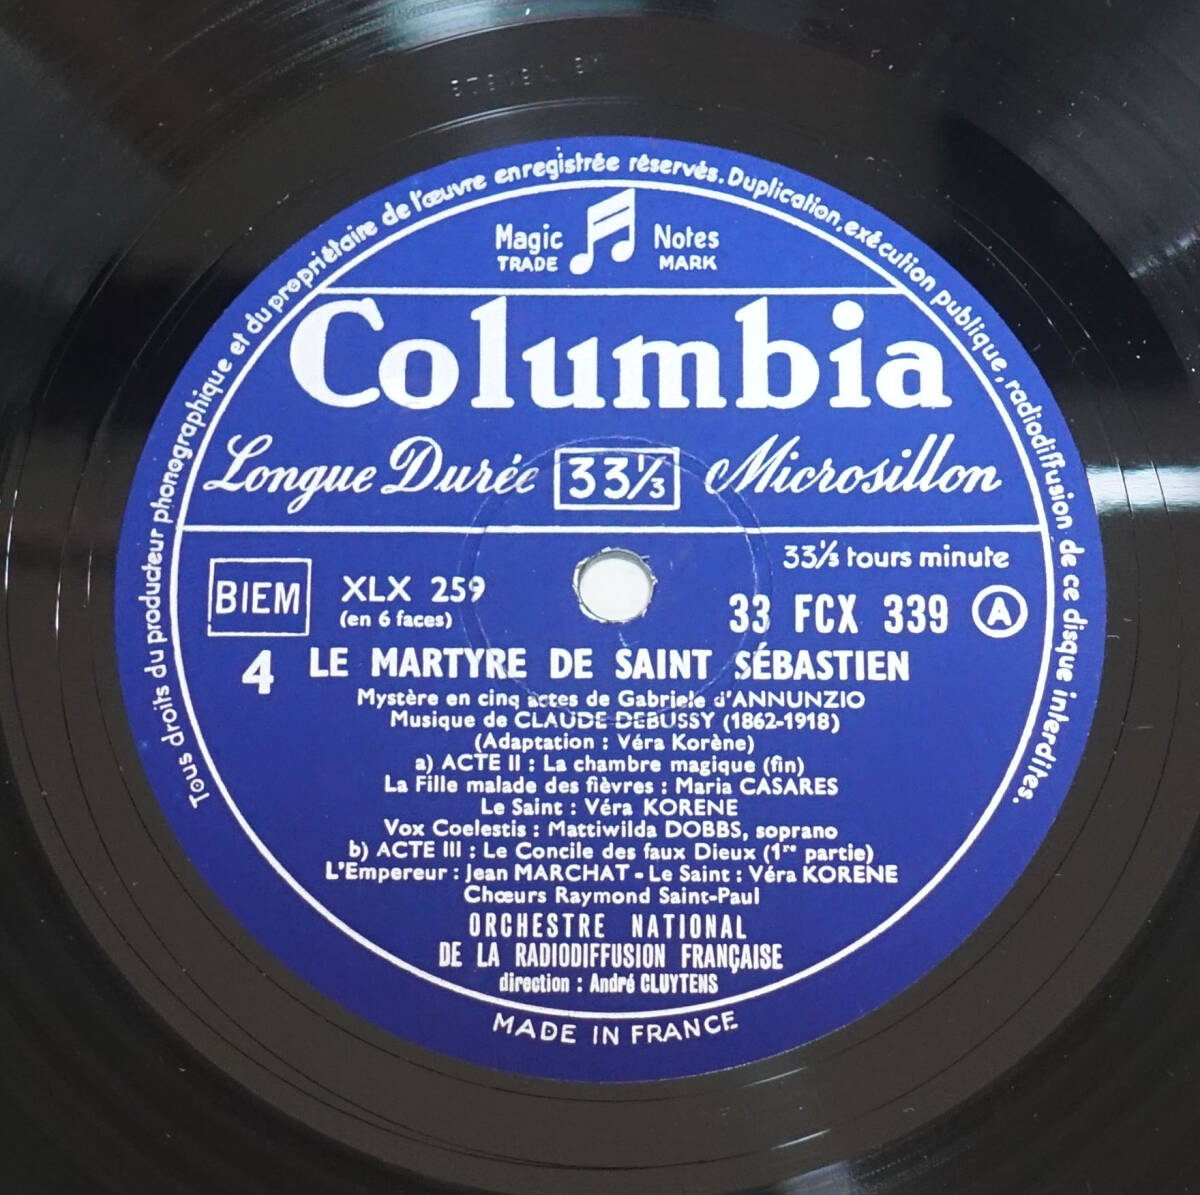 Tous droits du producteur phonographique et du propriétaire de l'œuvre enregistrée réservés. Duplication, exécution publique, radiodiffusion de ce disque interdites.
Magic Notes
TRADE MARK
Columbia
Longue Durée 33⅓ Microsillon
33⅓ tours minute
BIEM XLX 259 33 FCX 339 A
(en 6 faces)
4 LE MARTYRE DE SAINT SÉBASTIEN
Mystère en cinq actes de Gabriele d'ANNUNZIO
Musique de CLAUDE DEBUSSY (1862-1918)
(Adaptation : Véra Korène)
a) ACTE II : La chambre magique (fin)
La Fille malade des fièvres : Maria CASARES
Le Saint : Véra KORENE
Vox Coelestis : Mattiwilda DOBBS, soprano
b) ACTE III : Le Concile des faux Dieux (1re partie)
L'Empereur : Jean MARCHAT - Le Saint : Véra KORENE
Chœurs Raymond Saint-Paul
ORCHESTRE NATIONAL
DE LA RADIODIFFUSION FRANÇAISE
direction : André CLUYTENS
MADE IN FRANCE